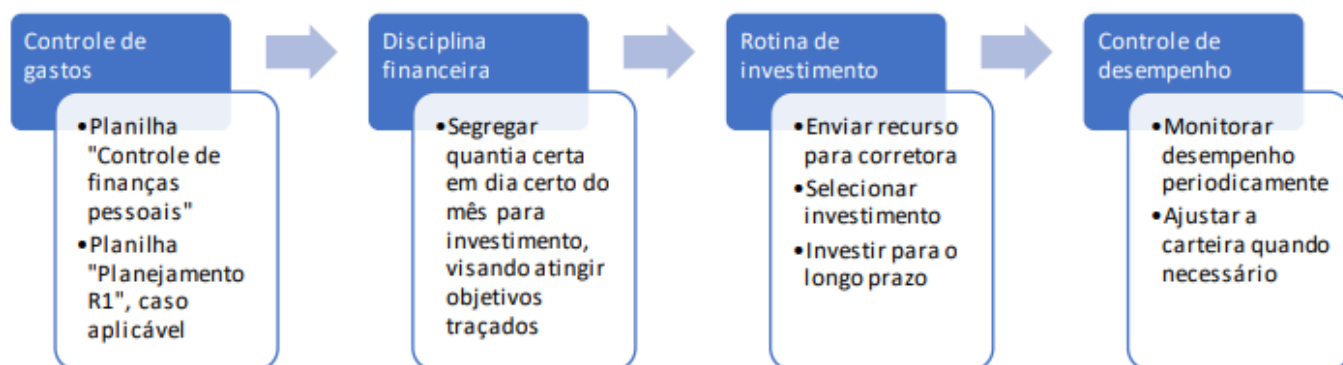 Controle de
gastos
•Planilha
"Controle de
finanças
pessoais"
•Planilha
"Planejamento
R1", caso
aplicável
Disciplina
financeira
•Segregar
quantia certa
em dia certo do
mês para
investimento,
visando atingir
objetivos
traçados
Rotina de
investimento
•Enviar recurso
para corretora
•Selecionar
investimento
•Investir para o
longo prazo
Controle de
desempenho
•Monitorar
desempenho
periodicamente
•Ajustar a
carteira quando
necessário